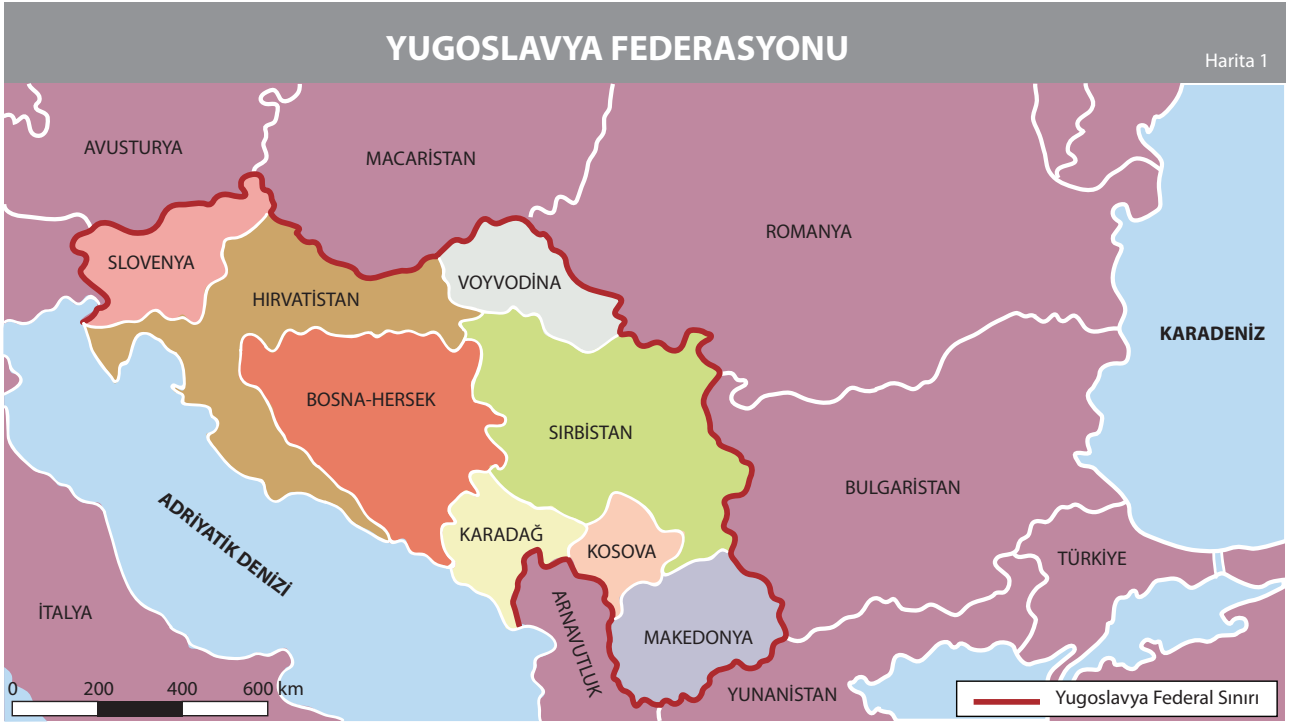 YUGOSLAVYA FEDERASYONU
Harita 1
AVUSTURYA
MACARİSTAN
ROMANYA
SLOVENYA
HIRVATİSTAN
VOYVODİNA
KARADENİZ
BOSNA-HERSEK
SIRBİSTAN
BULGARİSTAN
ADRİYATİK DENİZİ
KARADAĞ
KOSOVA
TÜRKİYE
İTALYA
ARNAVUTLUK
MAKEDONYA
YUNANİSTAN
0 200 400 600 km
Yugoslavya Federal Sınırı